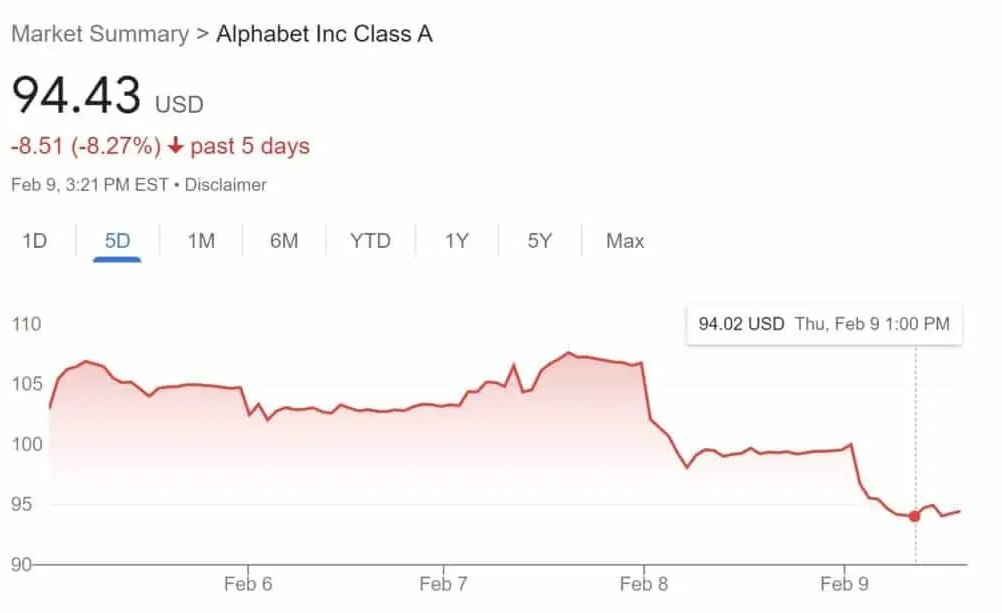 Market Summary > Alphabet Inc Class A
94.43 USD
-8.51 (-8.27%) ↓ past 5 days
Feb 9, 3:21 PM EST • Disclaimer
1D 5D 1M 6M YTD 1Y 5Y Max
94.02 USD Thu, Feb 9 1:00 PM
110
105
100
95
90
Feb 6 Feb 7 Feb 8 Feb 9